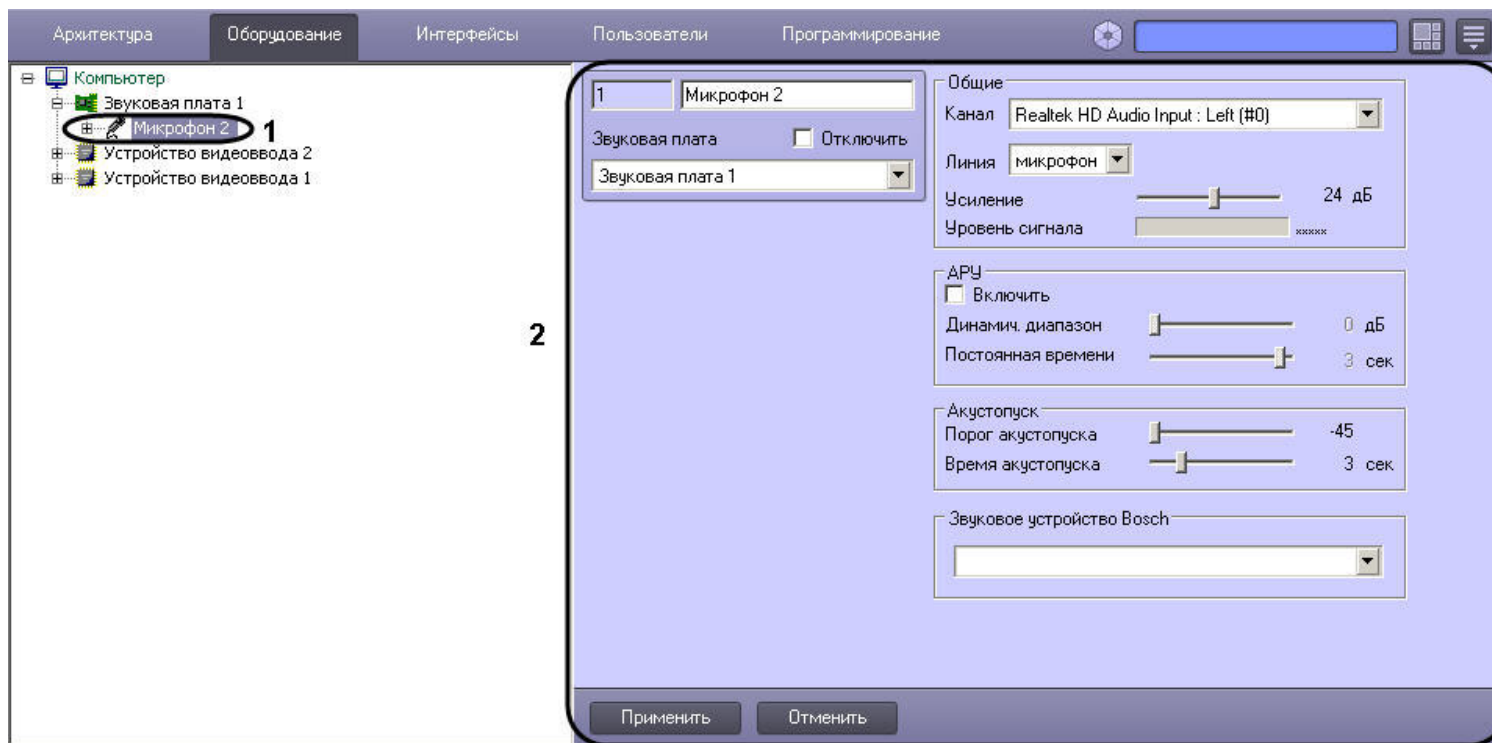 Архитектура Оборудование Интерфейсы Пользователи Программирование
Компьютер
Звуковая плата 1
Микрофон 2 1
Устройство видеоввода 2
Устройство видеоввода 1
2
1 Микрофон 2
Звуковая плата Отключить
Звуковая плата 1
Общие
Канал Realtek HD Audio Input : Left (#0)
Линия микрофон
Усиление 24 дБ
Уровень сигнала xxxxx
АРУ
Включить
Динамич. диапазон 0 дБ
Постоянная времени 3 сек
Акустопуск
Порог акустопуска -45
Время акустопуска 3 сек
Звуковое устройство Bosch
Применить Отменить